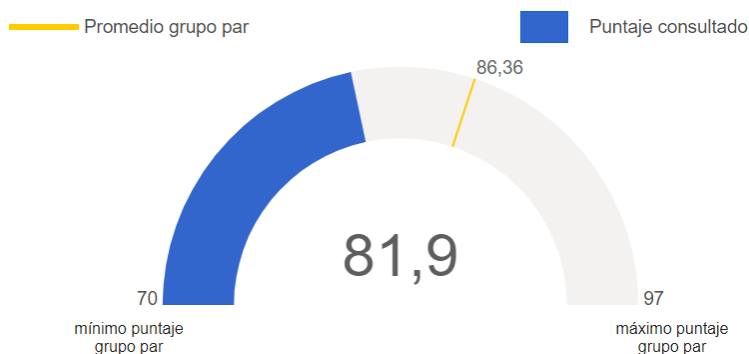 Promedio grupo par
Puntaje consultado
86,36
81,9
70
97
mínimo puntaje
grupo par
máximo puntaje
grupo par